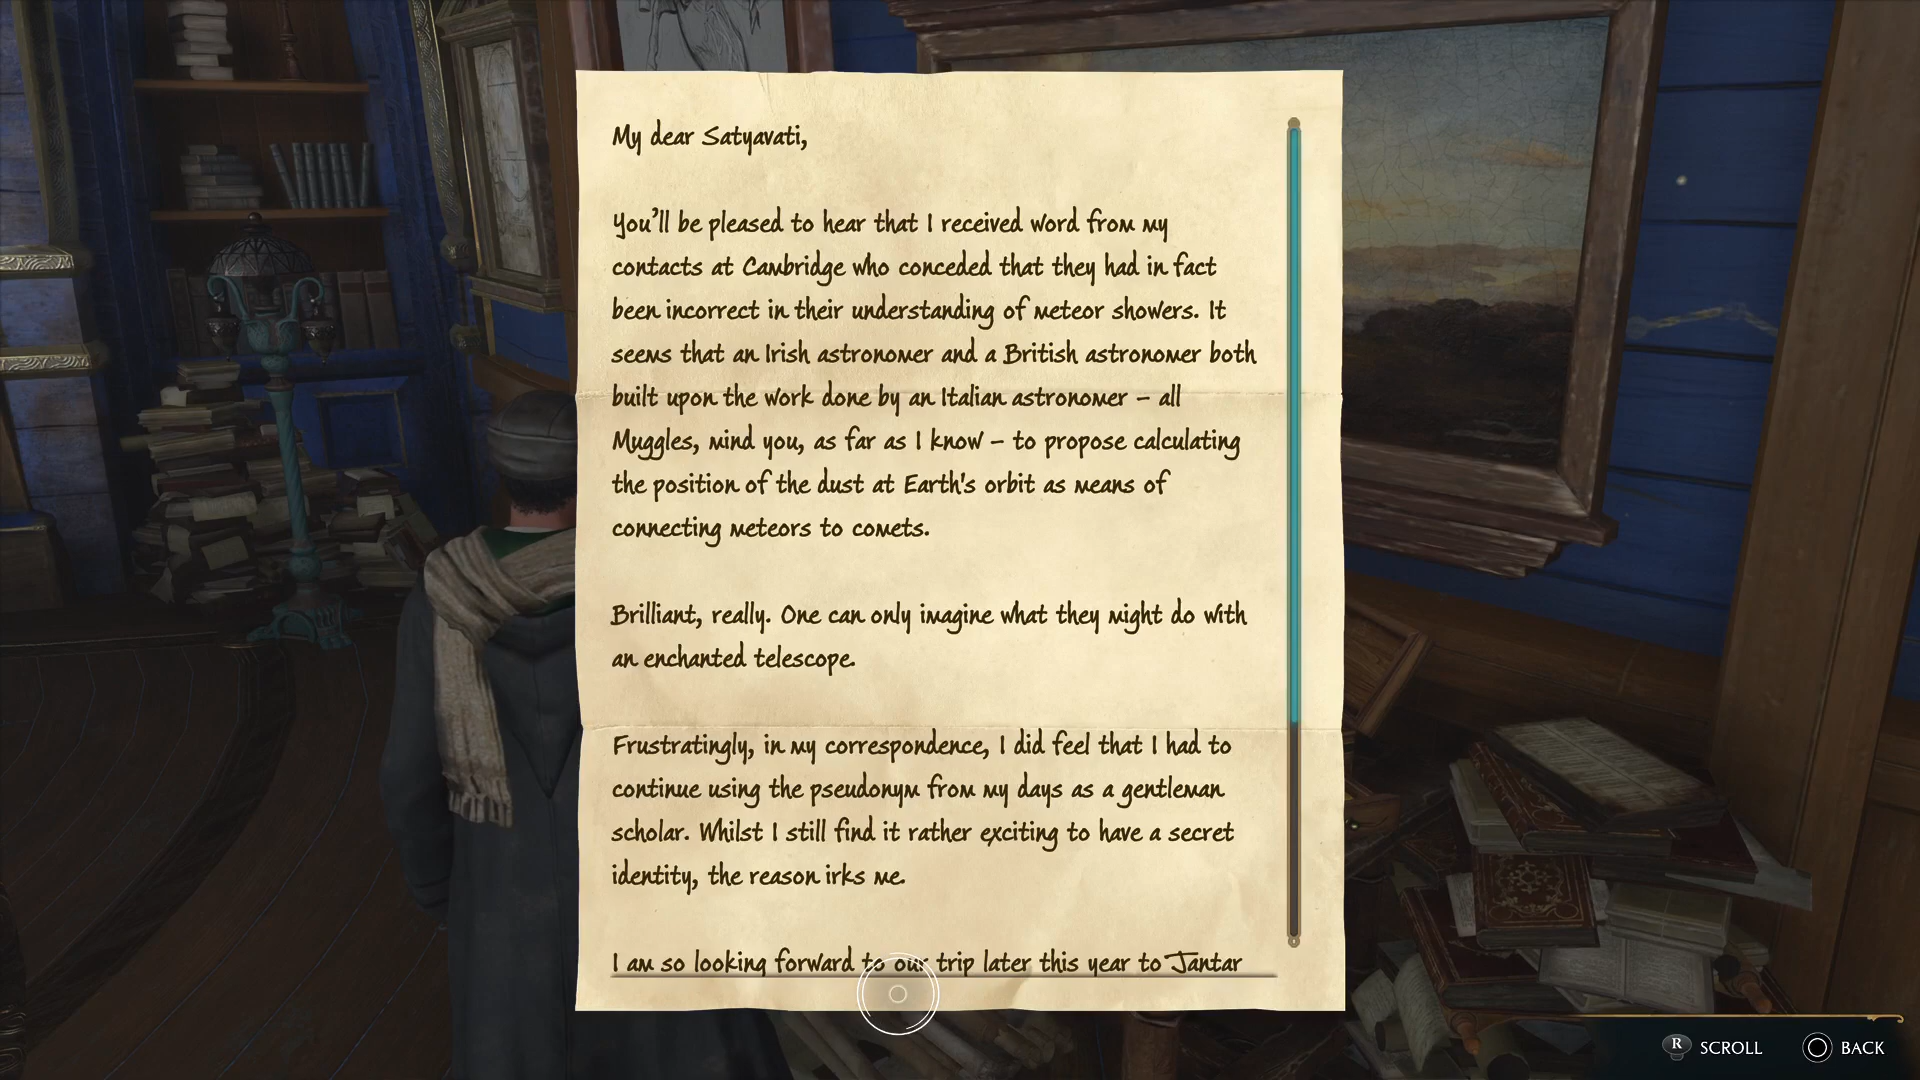 My dear Satyavati,
You'll be pleased to hear that I received word from my
contacts at Cambridge who conceded that they had in fact
been incorrect in their understanding of meteor showers. It
seems that an Irish astronomer and a British astronomer both
built upon the work done by an Italian astronomer – all
Muggles, mind you, as far as I know – to propose calculating
the position of the dust at Earth's orbit as means of
connecting meteors to comets.
Brilliant, really. One can only imagine what they might do with
an enchanted telescope.
Frustratingly, in my correspondence, I did feel that I had to
continue using the pseudonym from my days as a gentleman
scholar. Whilst I still find it rather exciting to have a secret
identity, the reason irks me.
I am so looking forward to our trip later this year to Jantar
R SCROLL BACK